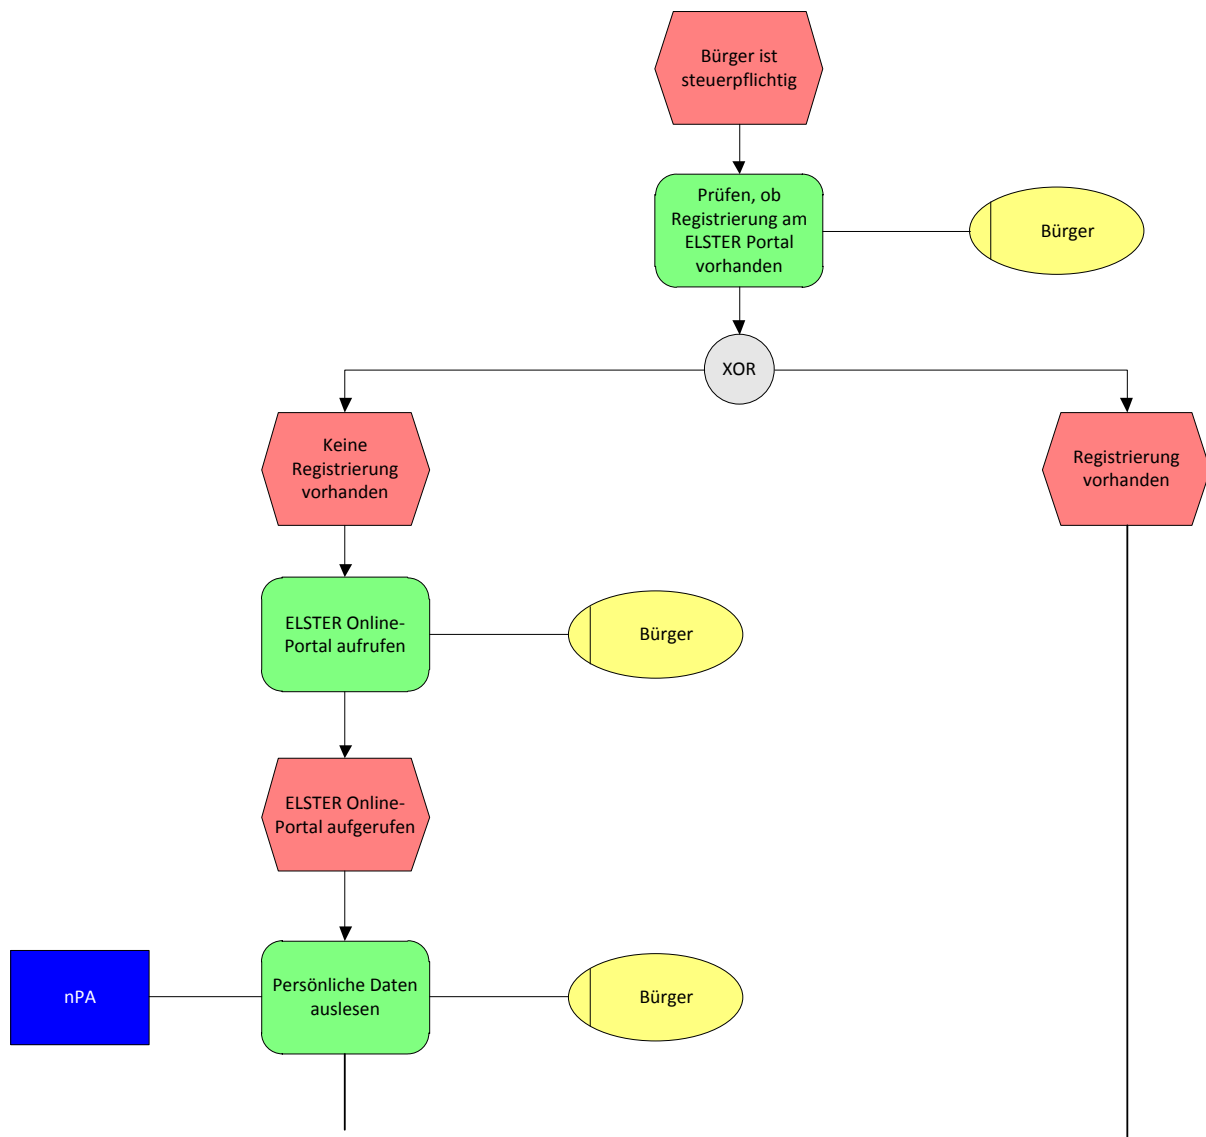 Bürger ist
steuerpflichtig
Prüfen, ob
Registrierung am
ELSTER Portal
vorhanden
Bürger
XOR
Keine
Registrierung
vorhanden
Registrierung
vorhanden
ELSTER Online-
Portal aufrufen
Bürger
ELSTER Online-
Portal aufgerufen
nPA
Persönliche Daten
auslesen
Bürger